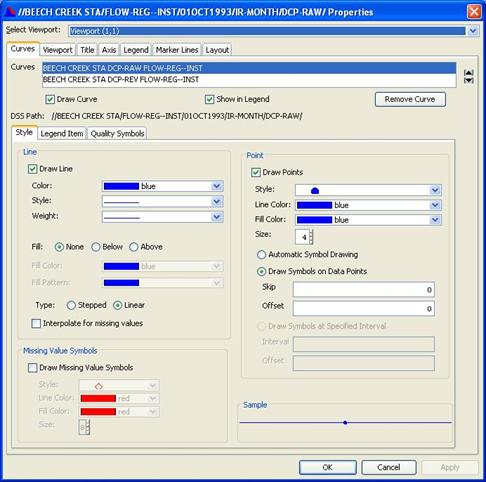 //BEECH CREEK STA/FLOW-REG--INST/01OCT1993/IR-MONTH/DCP-RAW/ Properties
Select Viewport: Viewport (1,1)
Curves Viewport Title Axis Legend Marker Lines Layout
Curves BEECH CREEK STA DCP-RAW FLOW-REG--INST
BEECH CREEK STA DCP-REV FLOW-REG--INST
Draw Curve Show in Legend Remove Curve
DSS Path: //BEECH CREEK STA/FLOW-REG--INST/01OCT1993/IR-MONTH/DCP-RAW/
Style Legend Item Quality Symbols
Line
Draw Line
Color: blue
Style:
Weight:
Fill: None Below Above
Fill Color: blue
Fill Pattern:
Type: Stepped Linear
Interpolate for missing values
Missing Value Symbols
Draw Missing Value Symbols
Style:
Line Color: red
Fill Color: red
Size: 8
Point
Draw Points
Style:
Line Color: blue
Fill Color: blue
Size: 4
Automatic Symbol Drawing
Draw Symbols on Data Points
Skip 0
Offset 0
Draw Symbols at Specified Interval
Interval
Offset
Sample
OK Cancel Apply